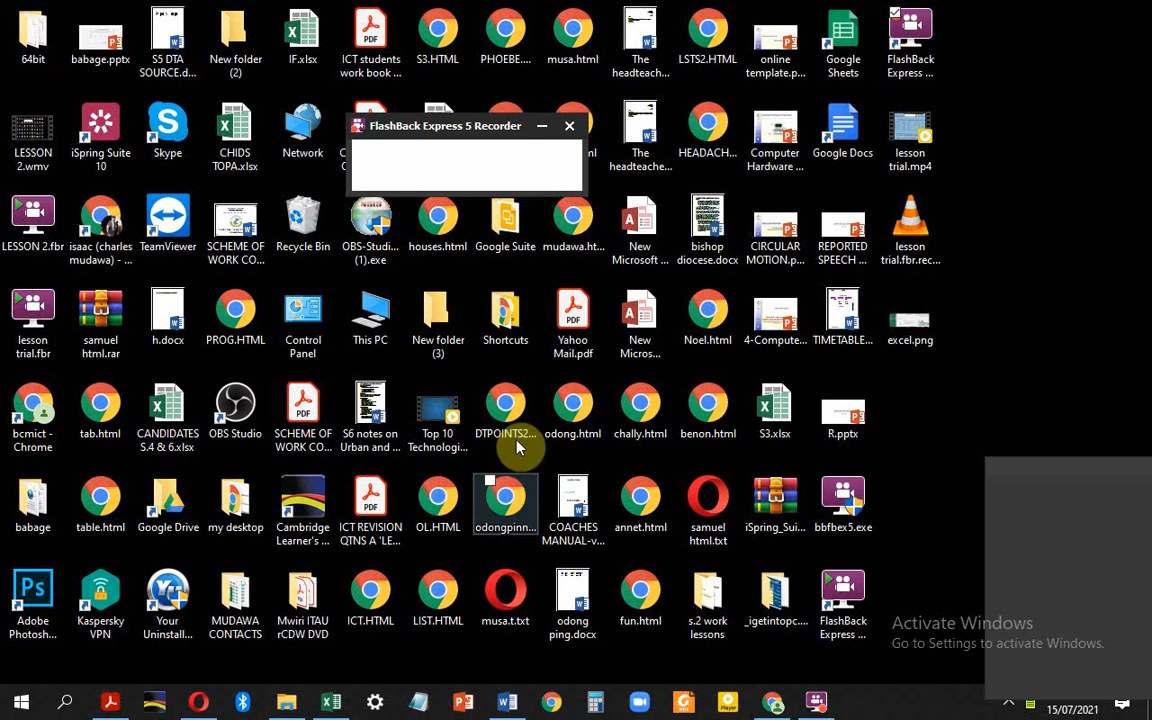 64bit
babage.pptx
S5 DTA
SOURCE.d...
New folder
(2)
IF.xlsx
ICT students
work book ...
S3.HTML
PHOEBE....
musa.html
The
headteach...
LSTS2.HTML
online
template.p...
Google
Sheets
FlashBack
Express ...
LESSON
2.wmv
iSpring Suite
10
Skype
CHIDS
TOPA.xlsx
Network
FlashBack Express 5 Recorder
The
headteache...
HEADACH...
Computer
Hardware ...
Google Docs
lesson
trial.mp4
LESSON 2.fbr
isaac (charles
mudawa) - ...
TeamViewer
SCHEME OF
WORK CO...
Recycle Bin
OBS-Studi...
(1).exe
houses.html
Google Suite
mudawa.ht...
New
Microsoft ...
bishop
diocese.docx
CIRCULAR
MOTION.p...
REPORTED
SPEECH ...
lesson
trial.fbr.rec...
lesson
trial.fbr
samuel
html.rar
h.docx
PROG.HTML
Control
Panel
This PC
New folder
(3)
Shortcuts
Yahoo
Mail.pdf
New
Micros...
Noel.html
4-Compute...
TIMETABLE...
excel.png
bcmict -
Chrome
tab.html
CANDIDATES
S.4 & 6.xlsx
OBS Studio
SCHEME OF
WORK CO...
S6 notes on
Urban and ...
Top 10
Technologi...
DTPOINTS2...
odong.html
chally.html
benon.html
S3.xlsx
R.pptx
babage
table.html
Google Drive
my desktop
Cambridge
Learner's ...
ICT REVISION
QTNS A 'LE...
OL.HTML
odongpinn...
COACHES
MANUAL-v...
annet.html
samuel
html.txt
iSpring_Sui...
bbfbex5.exe
Adobe
Photosh...
Kaspersky
VPN
Your
Uninstall...
MUDAWA
CONTACTS
Mwiri ITAU
rCDW DVD
ICT.HTML
LIST.HTML
musa.t.txt
odong
ping.docx
fun.html
s.2 work
lessons
_igetintopc....
FlashBack
Express ...
Activate Windows
Go to Settings to activate Windows.
15/07/2021